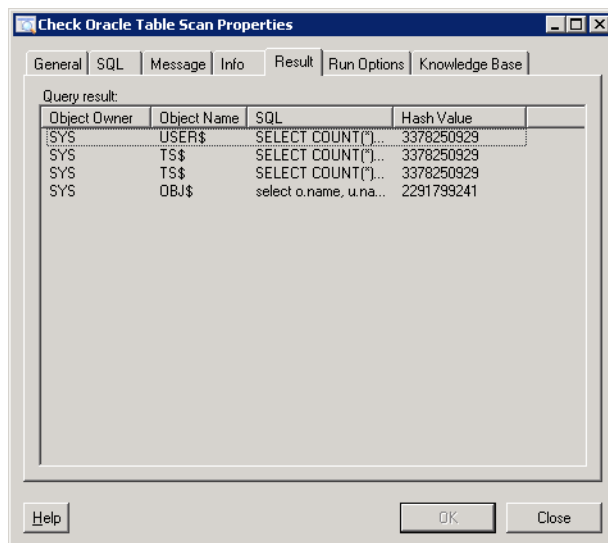 Check Oracle Table Scan Properties
General SQL Message Info Result Run Options Knowledge Base
Query result:
Object Owner Object Name SQL Hash Value
SYS USER$ SELECT COUNT(*)... 3378250929
SYS TS$ SELECT COUNT(*)... 3378250929
SYS TS$ SELECT COUNT(*)... 3378250929
SYS OBJ$ select o.name, u.na... 2291799241
Help OK Close